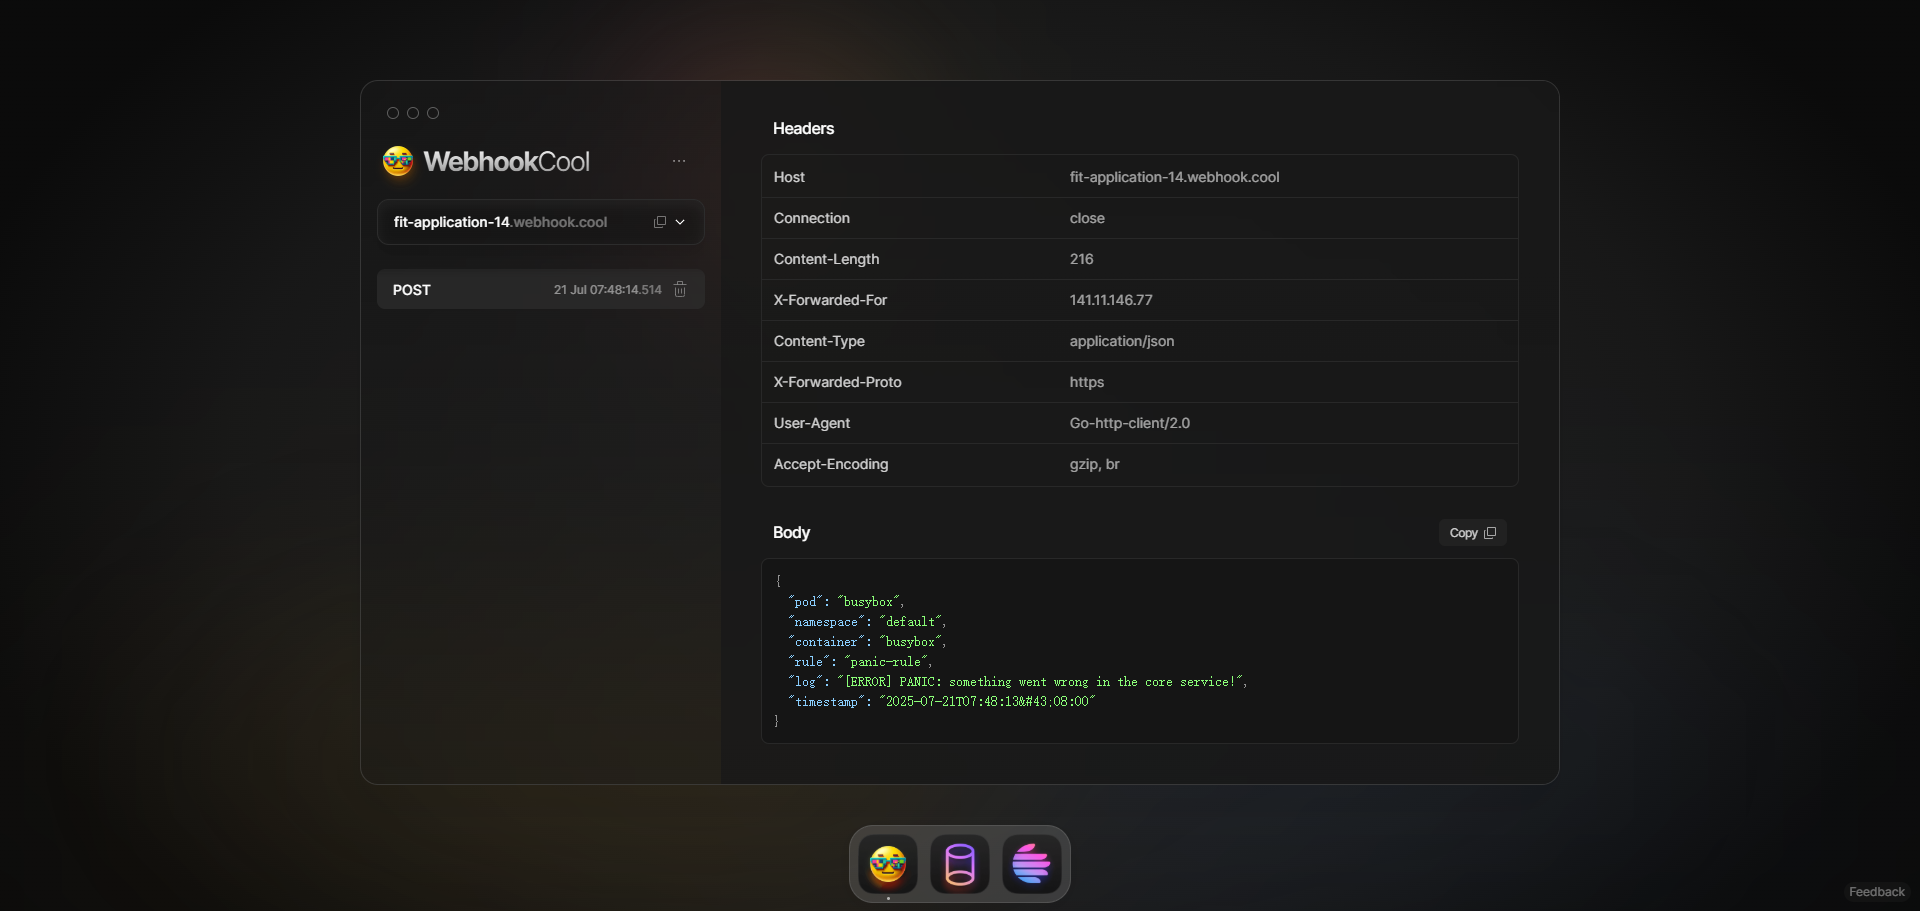 WebhookCool
fit-application-14.webhook.cool
POST 21 Jul 07:48:14.514
Headers
Host fit-application-14.webhook.cool
Connection close
Content-Length 216
X-Forwarded-For 141.11.146.77
Content-Type application/json
X-Forwarded-Proto https
User-Agent Go-http-client/2.0
Accept-Encoding gzip, br
Body Copy
{
"pod": "busybox",
"namespace": "default",
"container": "busybox",
"rule": "panic-rule",
"log": "[ERROR] PANIC: something went wrong in the core service!",
"timestamp": "2025-07-21T07:48:13&#43;08:00"
}
Feedback